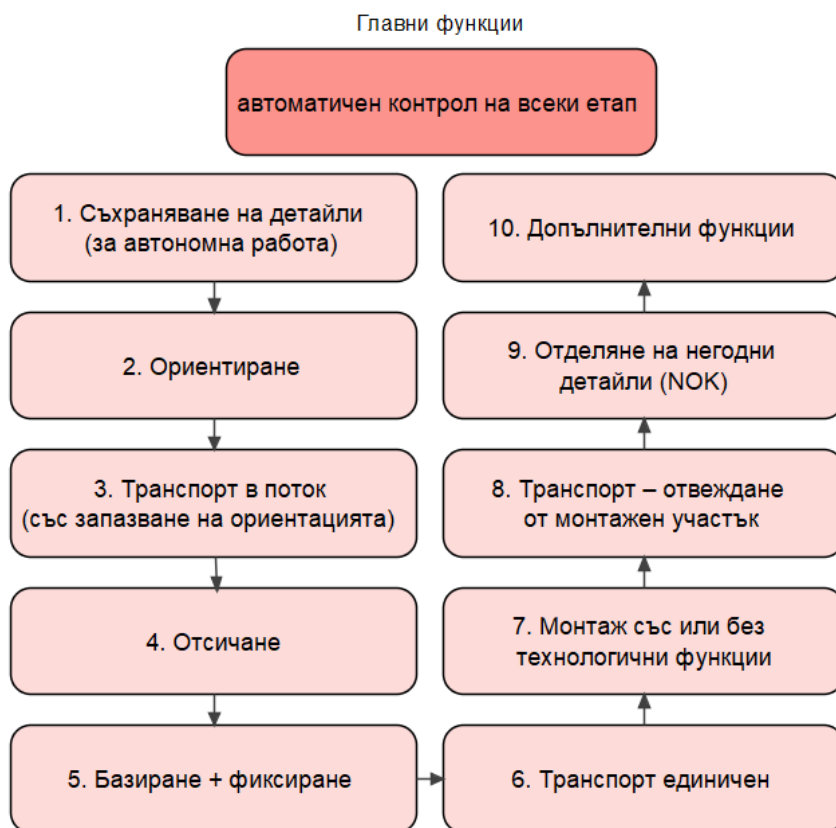 Главни функции
автоматичен контрол на всеки етап
1. Съхраняване на детайли
(за автономна работа)
2. Ориентиране
3. Транспорт в поток
(със запазване на ориентацията)
4. Отсичане
5. Базиране + фиксиране
6. Транспорт единичен
7. Монтаж със или без
технологични функции
8. Транспорт – отвеждане
от монтажен участък
9. Отделяне на негодни
детайли (NOK)
10. Допълнителни функции